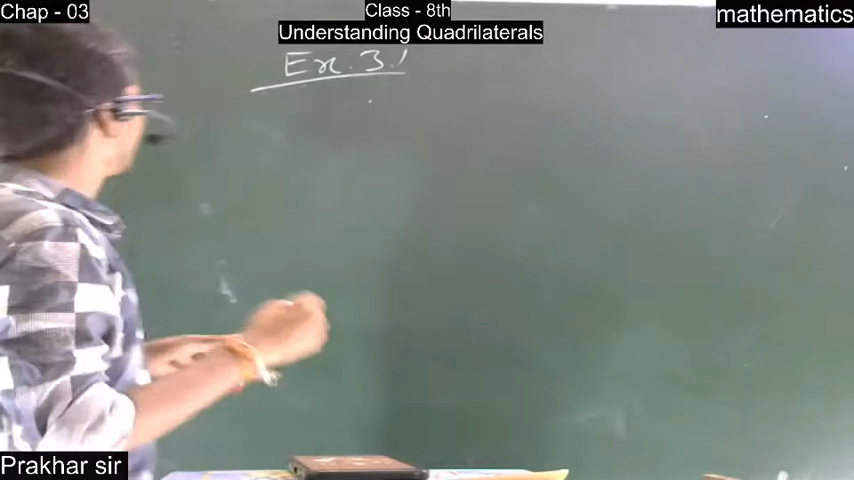 Chap - 03
Class - 8th
mathematics
Understanding Quadrilaterals
Ex. 3.1
Prakhar sir